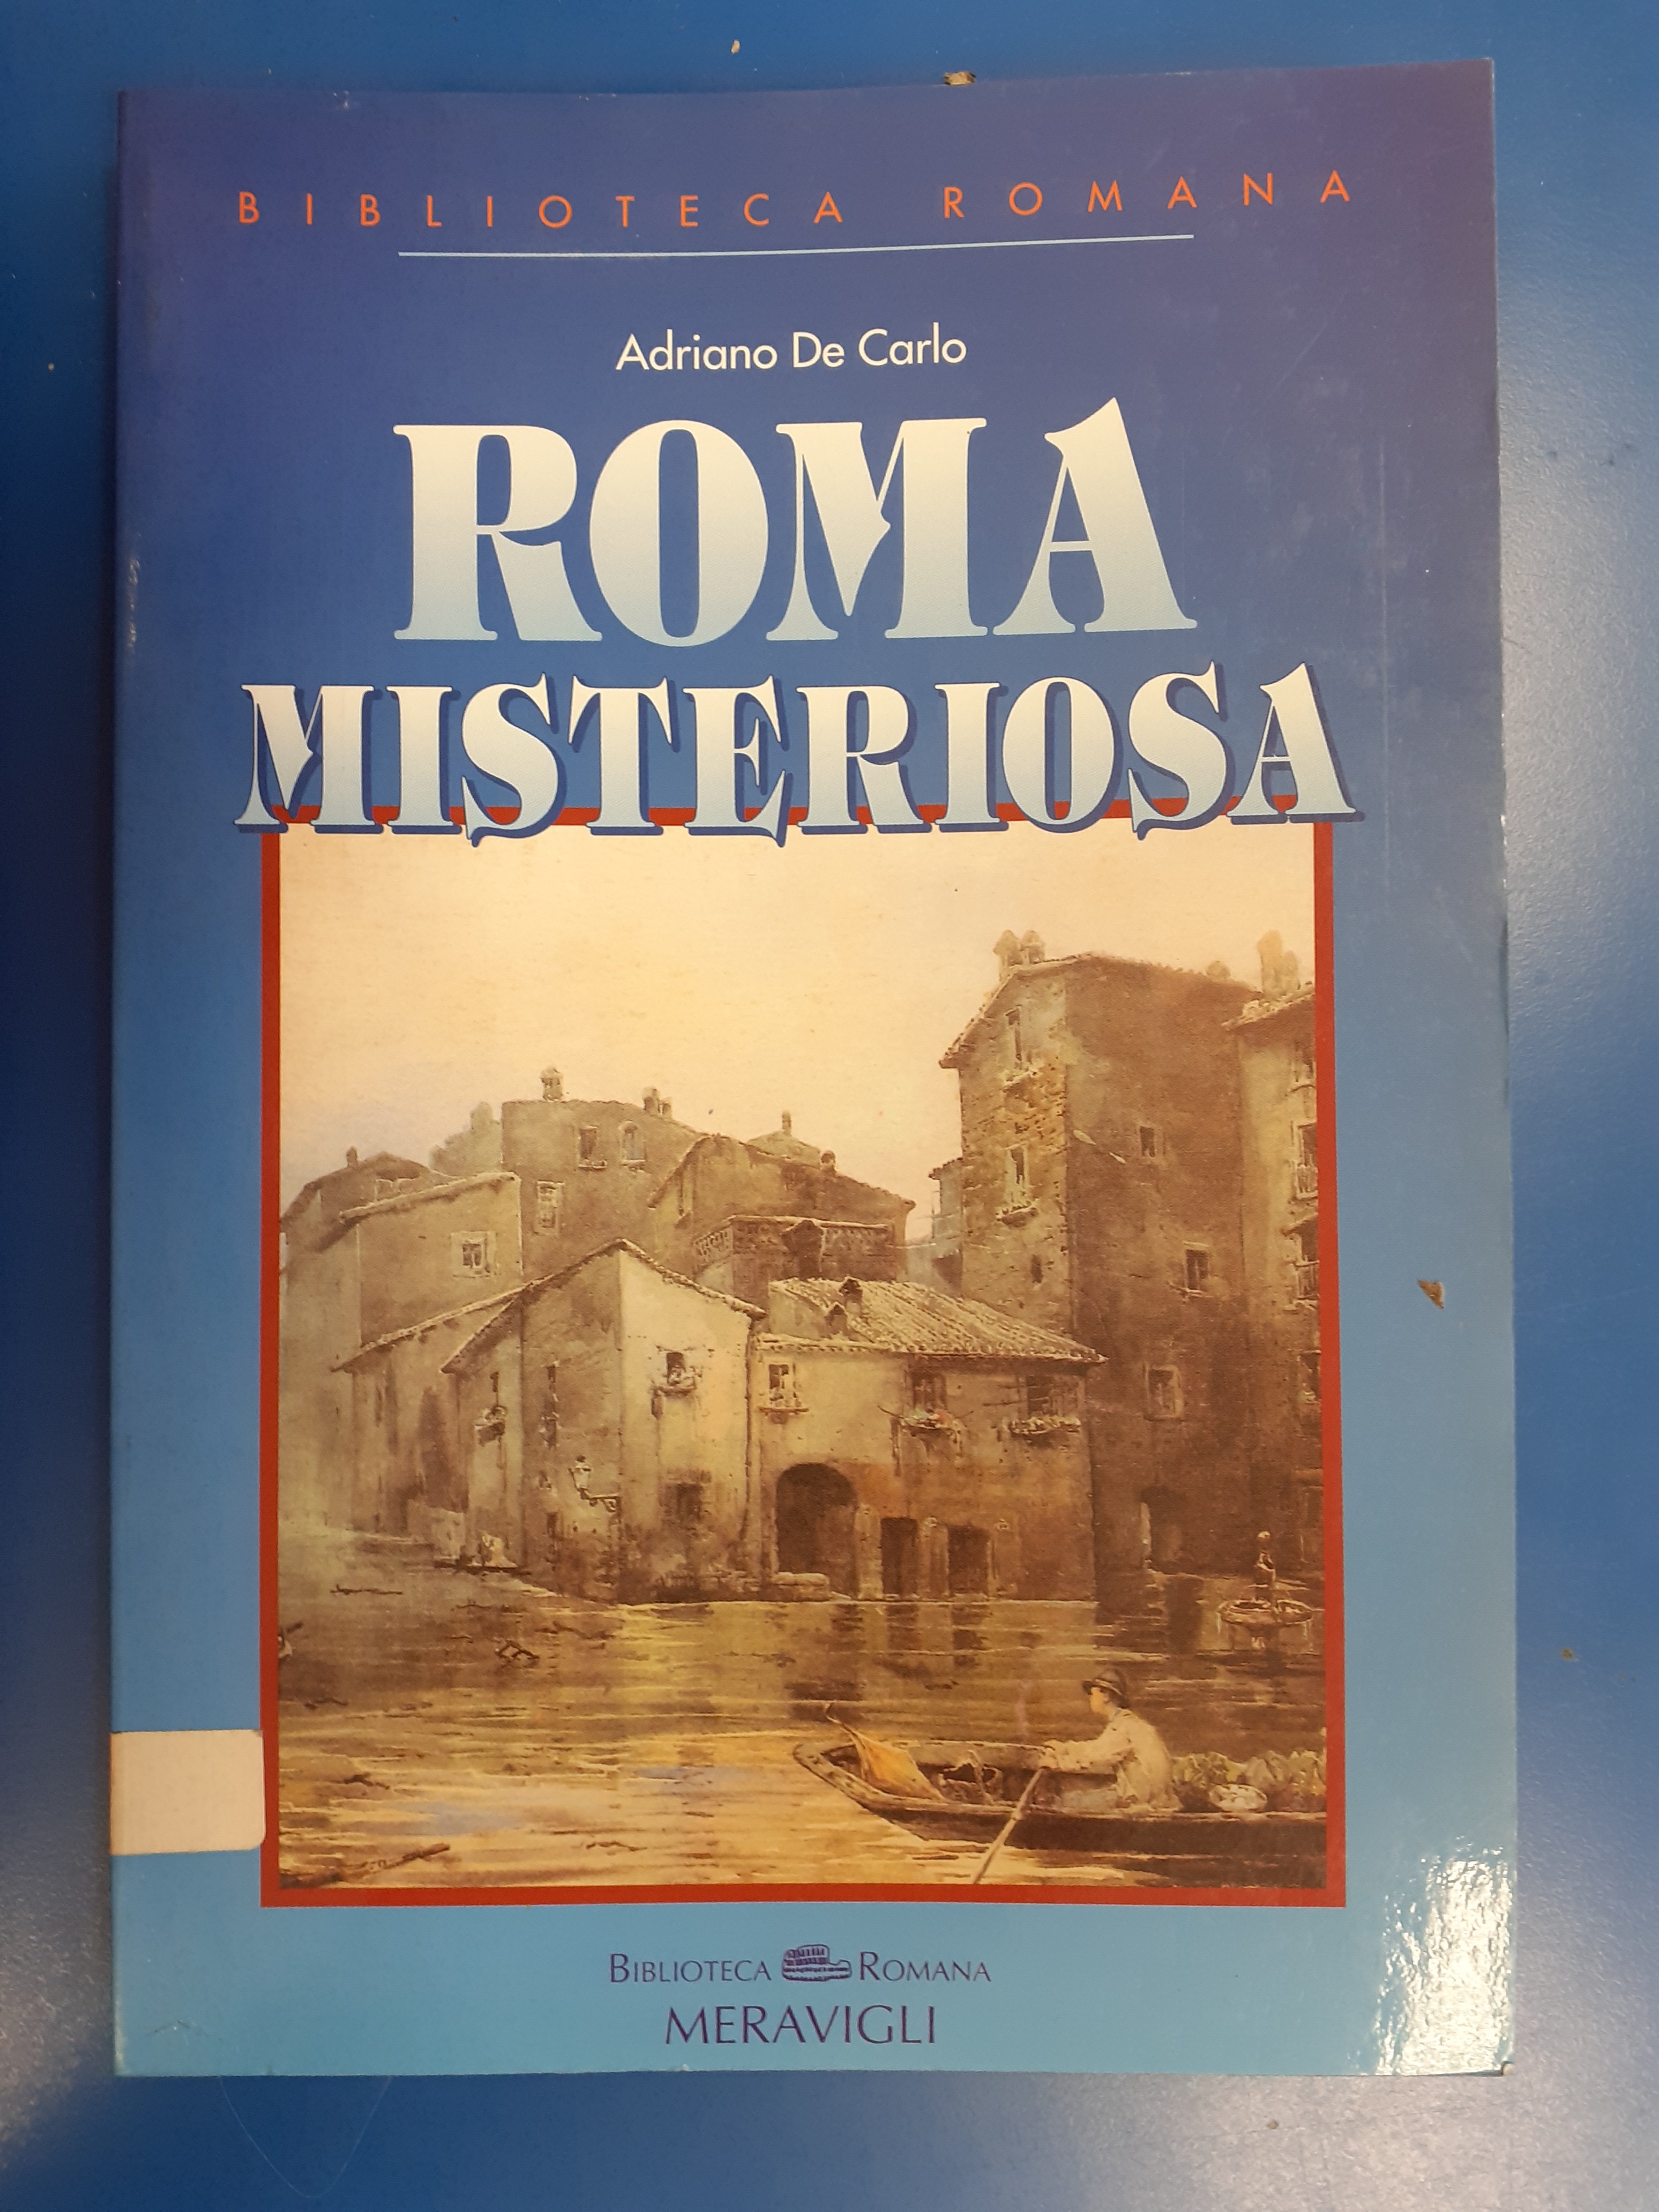 BIBLIOTECA ROMANA
Adriano De Carlo
ROMA
MISTERIOSA
BIBLIOTECA ROMANA
MERAVIGLI